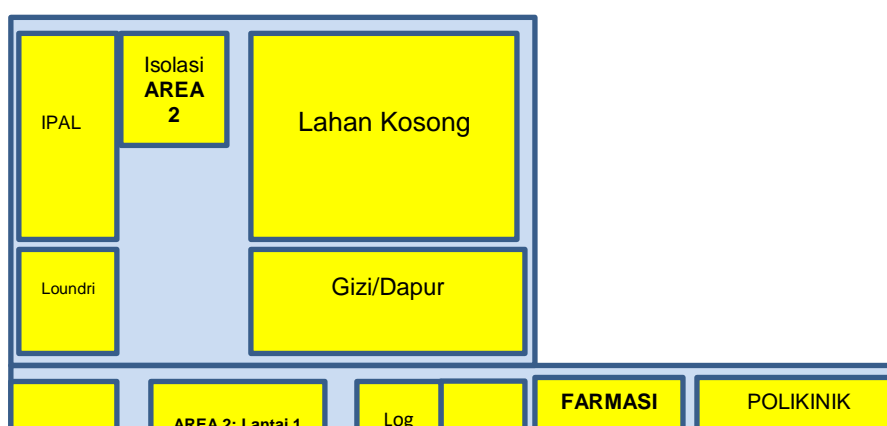 Isolasi
AREA
2
IPAL
Lahan Kosong
Loundri
Gizi/Dapur
FARMASI
POLIKINIK
AREA 2: Lantai 1
Log